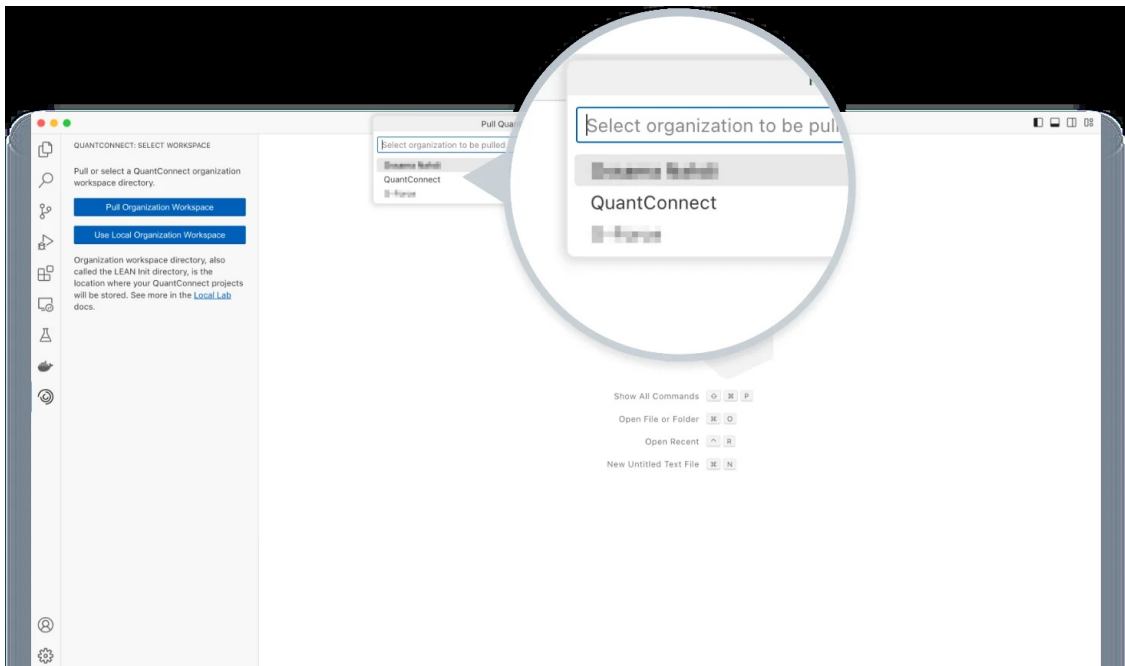 Pull Quan
Select organization to be pulled
QuantConnect
Select organization to be pull
QuantConnect
QUANTCONNECT: SELECT WORKSPACE
Pull or select a QuantConnect organization
workspace directory.
Pull Organization Workspace
Use Local Organization Workspace
Organization workspace directory, also
called the LEAN Init directory, is the
location where your QuantConnect projects
will be stored. See more in the Local Lab
docs.
Show All Commands ⇧ ⌘ P
Open File or Folder ⌘ O
Open Recent ^ R
New Untitled Text File ⌘ N